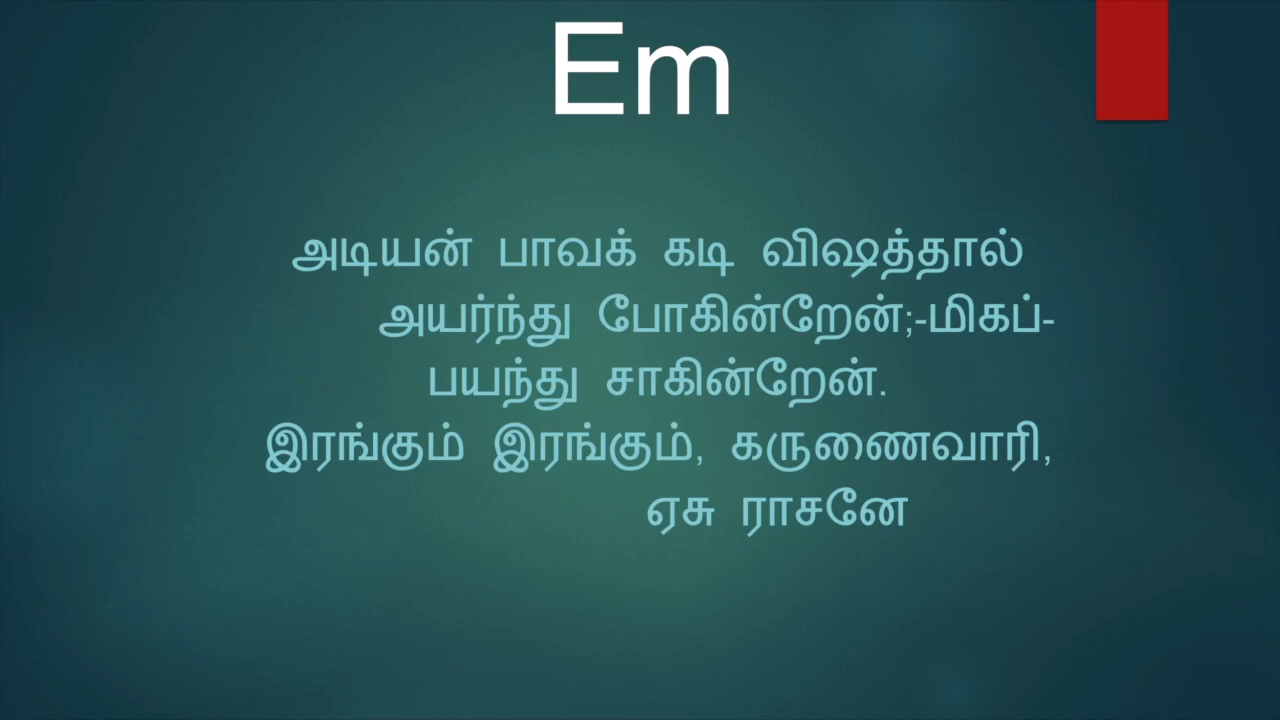 Em
அடியன் பாவக் கடி விஷத்தால்
அயர்ந்து போகின்றேன்;-மிகப்-
பயந்து சாகின்றேன்.
இரங்கும் இரங்கும், கருணைவாரி,
ஏசு ராசனே